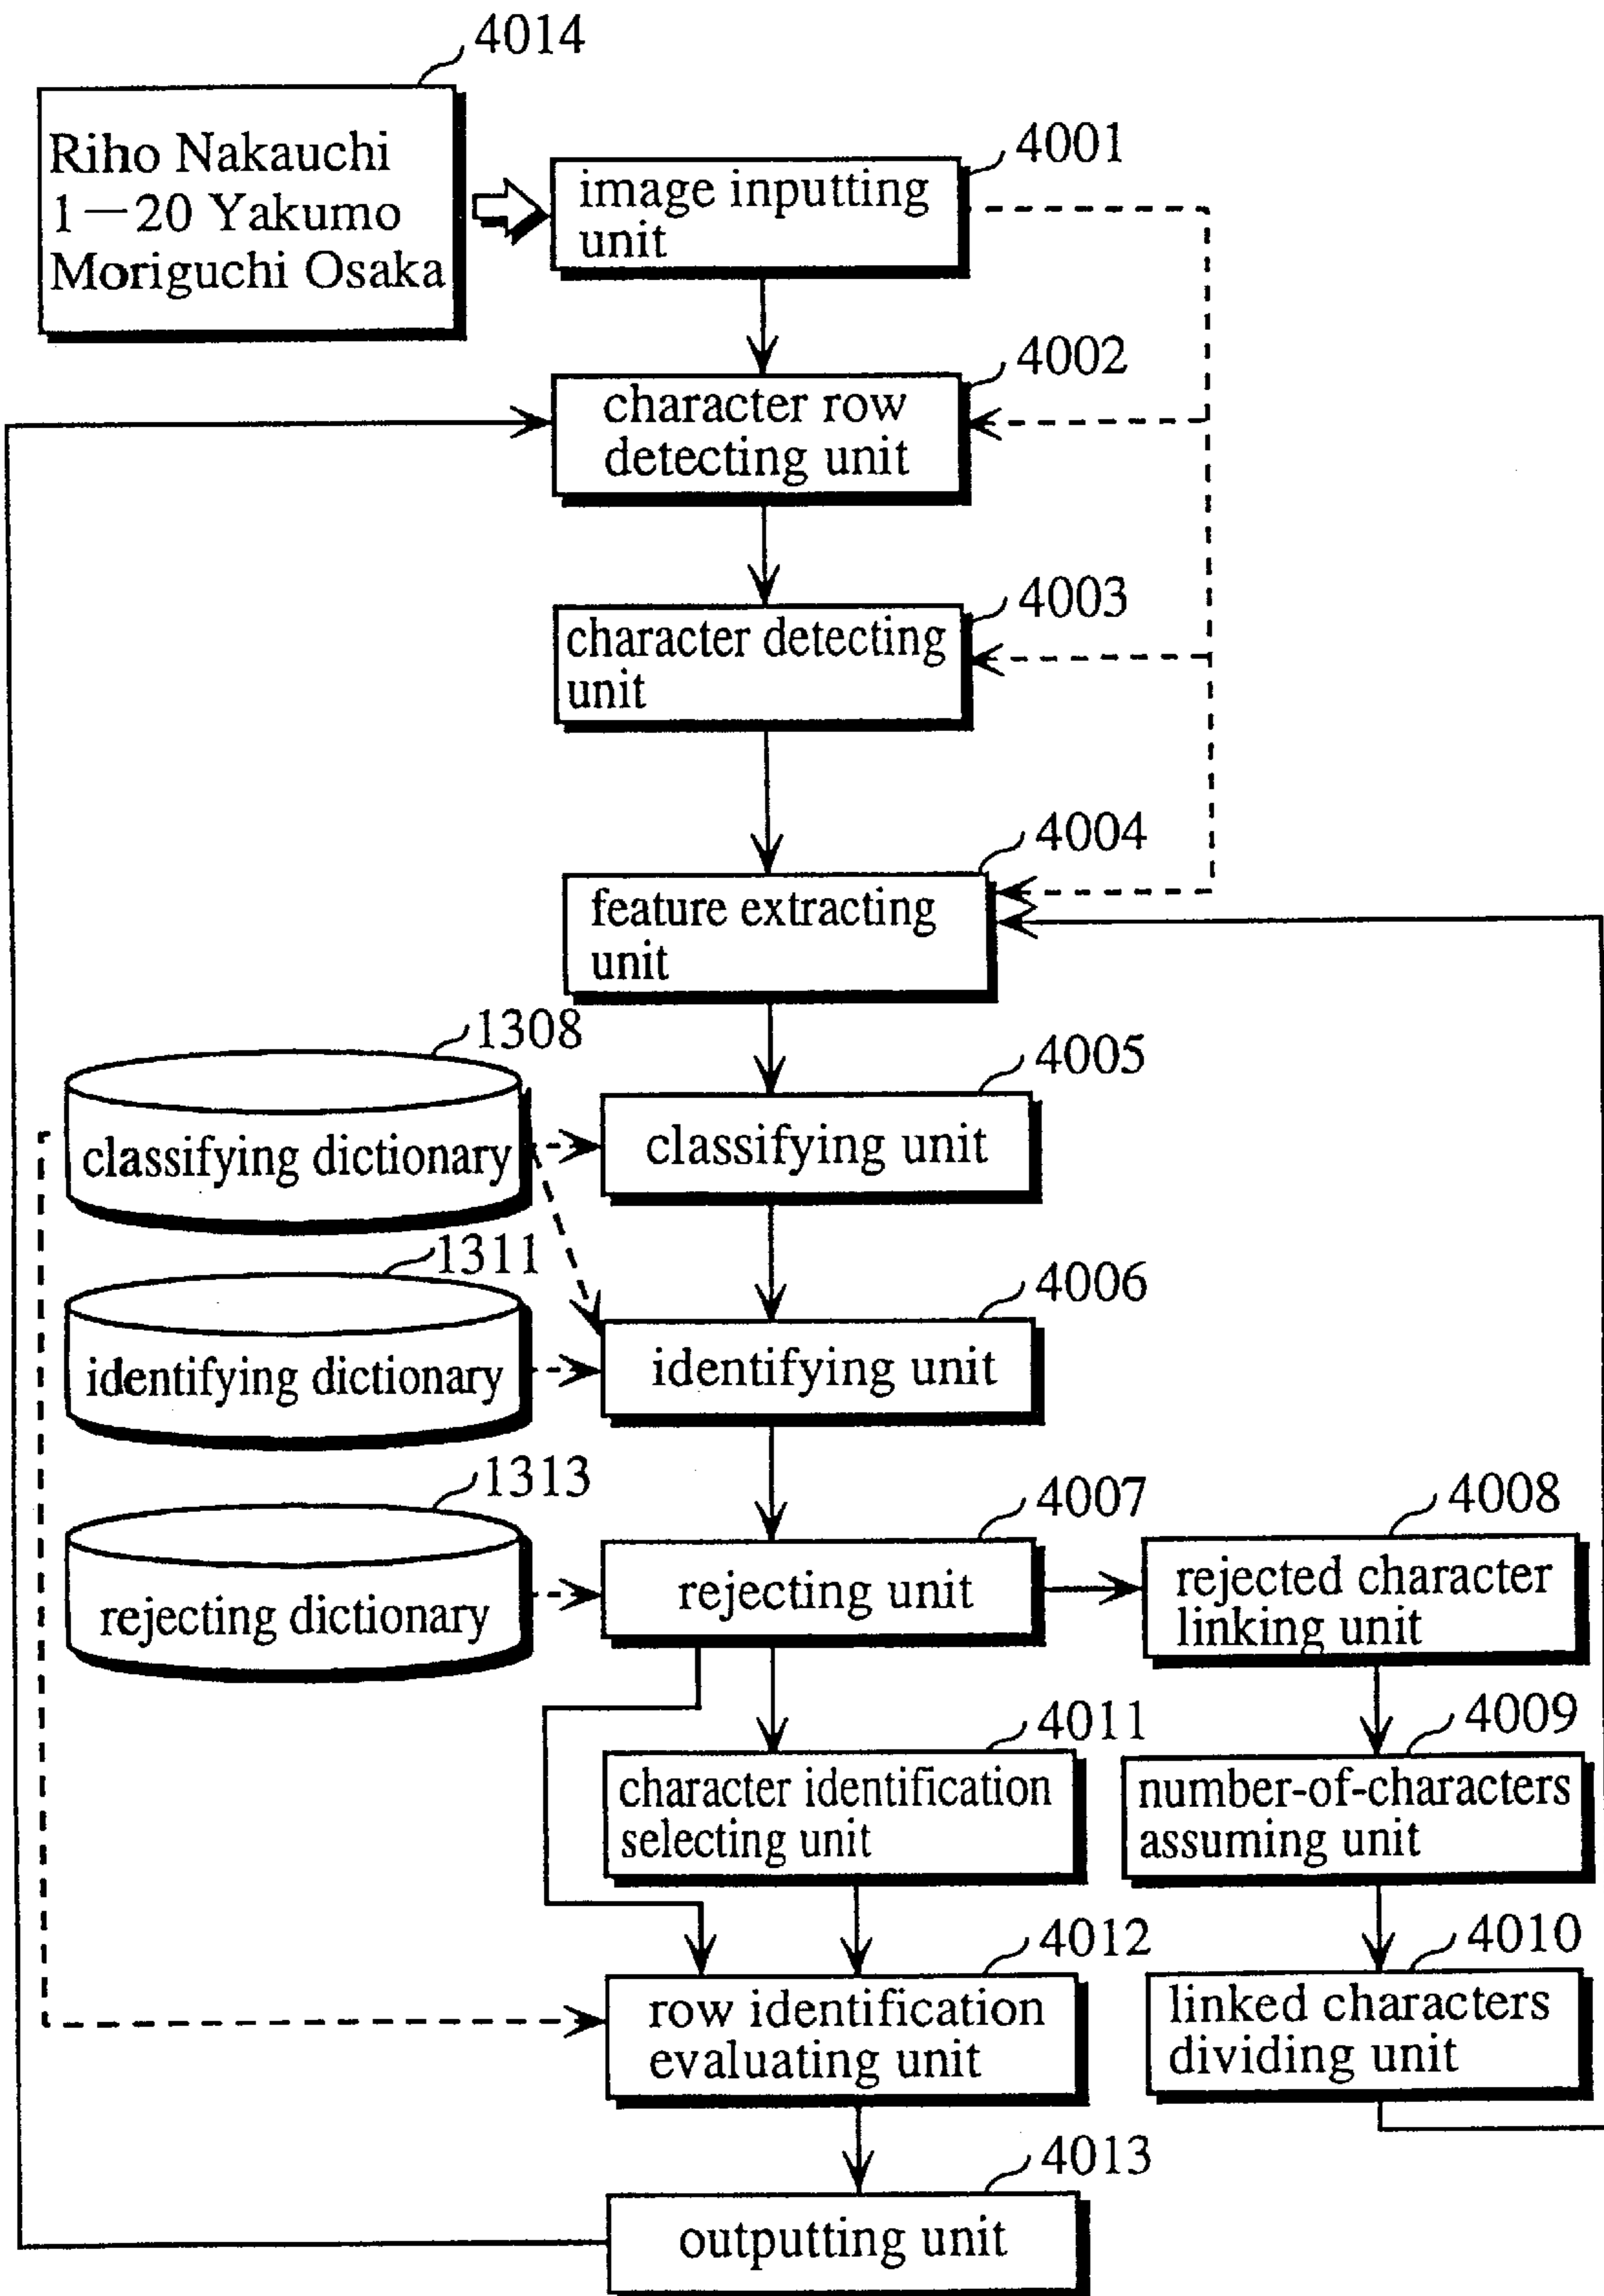 4014
Riho Nakauchi
1—20 Yakumo
Moriguchi Osaka
4001
image inputting
unit
4002
character row
detecting unit
4003
character detecting
unit
4004
feature extracting
unit
1308
classifying dictionary
4005
classifying unit
1311
identifying dictionary
4006
identifying unit
1313
rejecting dictionary
4007
rejecting unit
4008
rejected character
linking unit
4011
character identification
selecting unit
4009
number-of-characters
assuming unit
4012
row identification
evaluating unit
4010
linked characters
dividing unit
4013
outputting unit